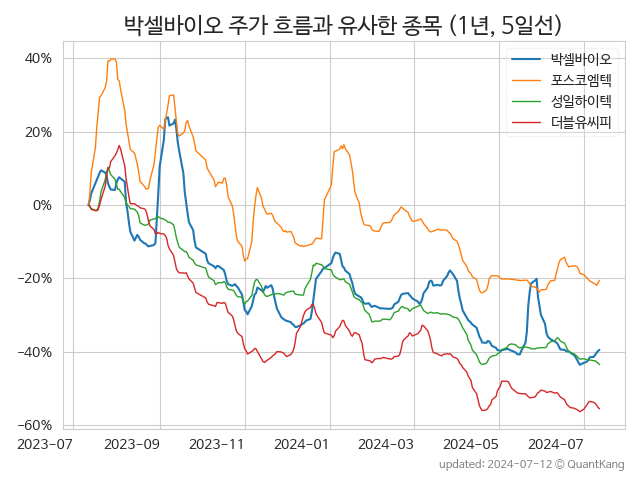 박셀바이오 주가 흐름과 유사한 종목 (1년, 5일선)
박셀바이오
포스코엠텍
성일하이텍
더블유씨피
40%
20%
0%
−20%
−40%
−60%
2023-07 2023-09 2023-11 2024-01 2024-03 2024-05 2024-07
updated: 2024-07-12 © QuantKang